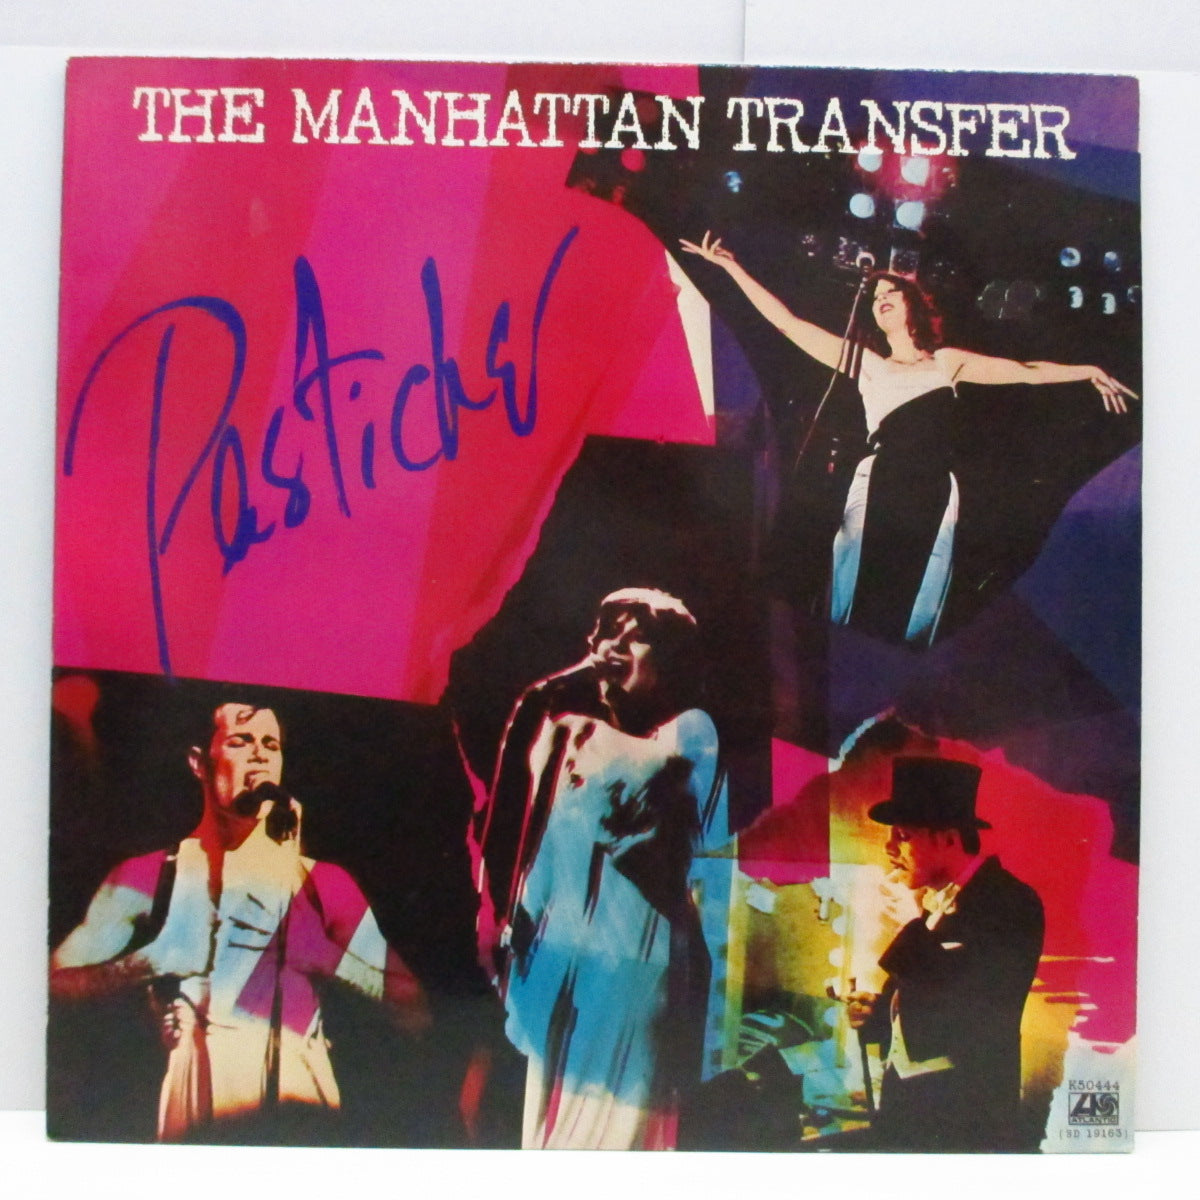 THE MANHATTAN TRANSFER
Pastiche
K50444
ATLANTIC
(SD 19163)